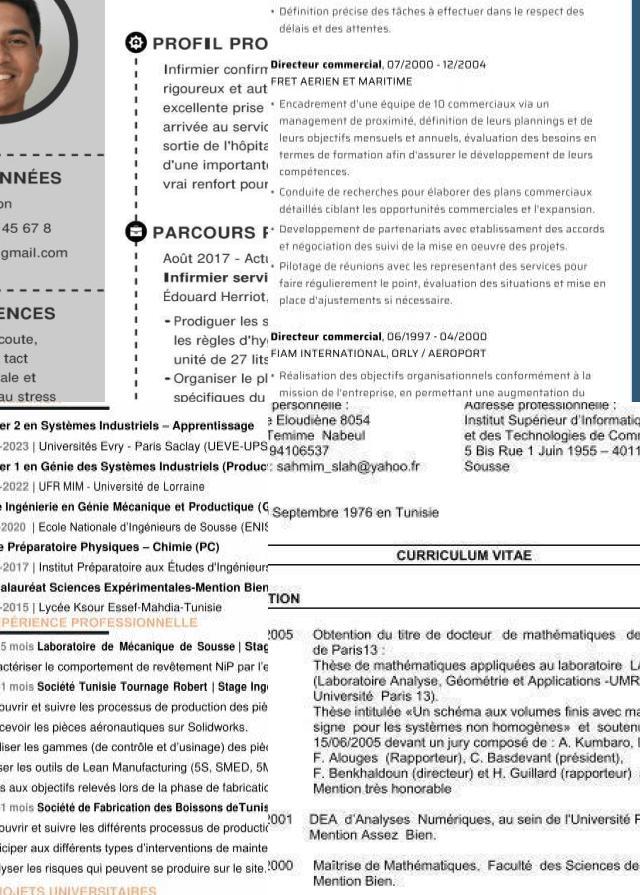 NNÉES
on
45 67 8
gmail.com
ENCES
coute,
tact
ale et
au stress
PROFIL PRO
Infirmier confirm
rigoureux et aut
excellente prise
arrivée au servic
sortie de l'hôpita
d'une importante
vrai renfort pour
PARCOURS P
Août 2017 - Actu
Infirmier servi
Édouard Herriot,
- Prodiguer les s
les règles d'hy
unité de 27 lits
- Organiser le pl
spécifiques du
• Définition précise des tâches à effectuer dans le respect des
délais et des attentes.
Directeur commercial, 07/2000 - 12/2004
FRET AERIEN ET MARITIME
• Encadrement d'une équipe de 10 commerciaux via un
management de proximité, définition de leurs plannings et de
leurs objectifs mensuels et annuels, évaluation des besoins en
termes de formation afin d'assurer le développement de leurs
compétences.
• Conduite de recherches pour élaborer des plans commerciaux
détaillés ciblant les opportunités commerciales et l'expansion.
• Developpement de partenariats avec etablissament des accords
et négociation des suivi de la mise en oeuvre des projets.
• Pilotage de réunions avec les representant des services pour
faire régulierement le point, évaluation des situations et mise en
place d'ajustements si nécessaire.
Directeur commercial, 06/1997 - 04/2000
FIAM INTERNATIONAL, ORLY / AEROPORT
• Réalisation des objectifs organisationnels conformément à la
mission de l'entreprise, en permettant une augmentation du
er 2 en Systèmes Industriels – Apprentissage
-2023 | Universités Evry - Paris Saclay (UEVE-UPS
er 1 en Génie des Systèmes Industriels (Produc
-2022 | UFR MIM - Université de Lorraine
e Ingénierie en Génie Mécanique et Productique (G
-2020 | Ecole Nationale d'Ingénieurs de Sousse (ENIS
e Préparatoire Physiques – Chimie (PC)
-2017 | Institut Préparatoire aux Études d'Ingénieurs
alauréat Sciences Expérimentales-Mention Bien
-2015 | Lycée Ksour Essef-Mahdia-Tunisie
PÉRIENCE PROFESSIONNELLE
5 mois Laboratoire de Mécanique de Sousse | Stag
actériser le comportement de revêtement NiP par l'e
1 mois Société Tunisie Tournage Robert | Stage Ing
ouvrir et suivre les processus de production des piè
cevoir les pièces aéronautiques sur Solidworks.
liser les gammes (de contrôle et d'usinage) des pièc
ser les outils de Lean Manufacturing (5S, SMED, 5M
s aux objectifs relevés lors de la phase de fabricatio
1 mois Société de Fabrication des Boissons deTunis
ouvrir et suivre les différents processus de productio
iciper aux différents types d'interventions de mainte
lyser les risques qui peuvent se produire sur le site.
ROJETS UNIVERSITAIRES
personnelle :
e Eloudiène 8054
Temime Nabeul
94106537
: sahmim_slah@yahoo.fr
Adresse professionnelle :
Institut Supérieur d'Informatiq
et des Technologies de Comm
5 Bis Rue 1 Juin 1955 – 4011
Sousse
Septembre 1976 en Tunisie
CURRICULUM VITAE
TION
2005 Obtention du titre de docteur de mathématiques de
de Paris13 :
Thèse de mathématiques appliquées au laboratoire LA
(Laboratoire Analyse, Géométrie et Applications -UMR
Université Paris 13).
Thèse intitulée «Un schéma aux volumes finis avec ma
signe pour les systèmes non homogènes» et souten
15/06/2005 devant un jury composé de : A. Kumbaro,
F. Alouges (Rapporteur), C. Basdevant (président),
F. Benkhaldoun (directeur) et H. Guillard (rapporteur)
Mention très honorable
2001 DEA d'Analyses Numériques, au sein de l'Université P
Mention Assez Bien.
2000 Maîtrise de Mathématiques, Faculté des Sciences de
Mention Bien.